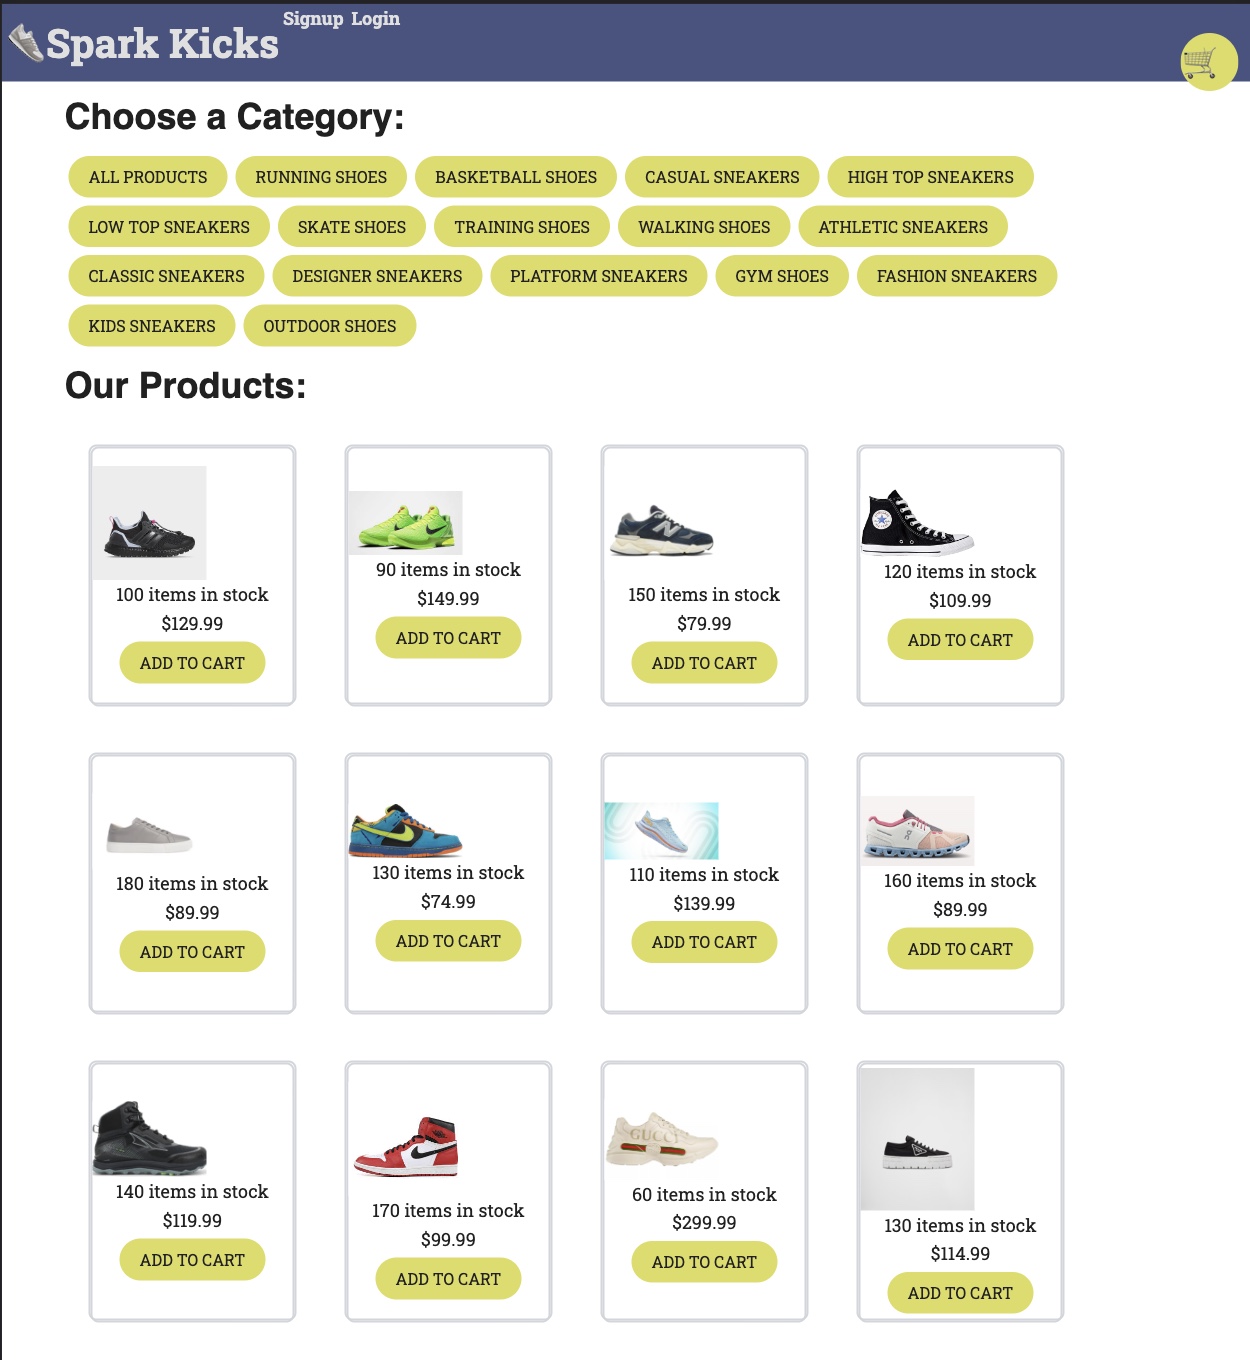 Signup Login
Spark Kicks
Choose a Category:
ALL PRODUCTS RUNNING SHOES BASKETBALL SHOES CASUAL SNEAKERS HIGH TOP SNEAKERS
LOW TOP SNEAKERS SKATE SHOES TRAINING SHOES WALKING SHOES ATHLETIC SNEAKERS
CLASSIC SNEAKERS DESIGNER SNEAKERS PLATFORM SNEAKERS GYM SHOES FASHION SNEAKERS
KIDS SNEAKERS OUTDOOR SHOES
Our Products:
100 items in stock
$129.99
ADD TO CART
90 items in stock
$149.99
ADD TO CART
150 items in stock
$79.99
ADD TO CART
120 items in stock
$109.99
ADD TO CART
180 items in stock
$89.99
ADD TO CART
130 items in stock
$74.99
ADD TO CART
110 items in stock
$139.99
ADD TO CART
160 items in stock
$89.99
ADD TO CART
140 items in stock
$119.99
ADD TO CART
170 items in stock
$99.99
ADD TO CART
GUCCI
60 items in stock
$299.99
ADD TO CART
130 items in stock
$114.99
ADD TO CART